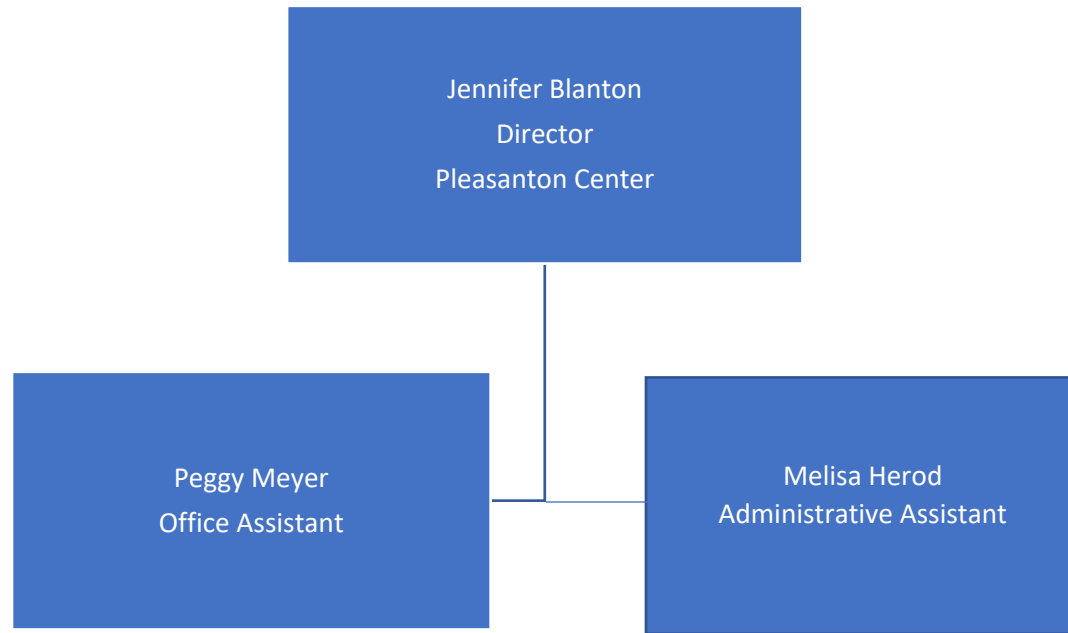 Jennifer Blanton
Director
Pleasanton Center
Peggy Meyer
Office Assistant
Melisa Herod
Administrative Assistant